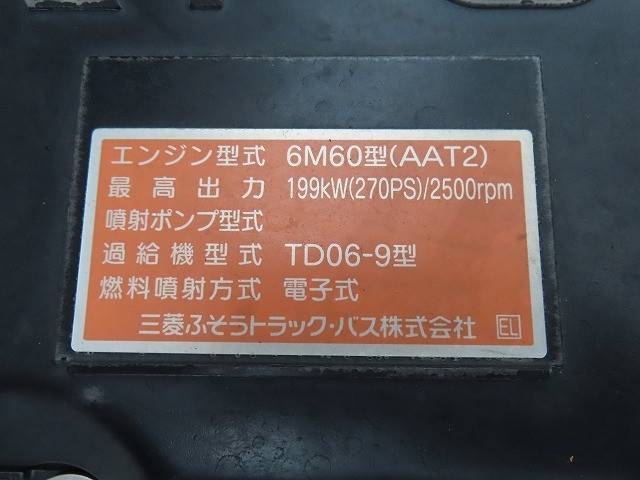 エンジン型式 6M60型(AAT2)
最高出力 199kW(270PS)/2500rpm
噴射ポンプ型式
過給機型式 TD06-9型
燃料噴射方式 電子式
三菱ふそうトラック・バス株式会社 EL